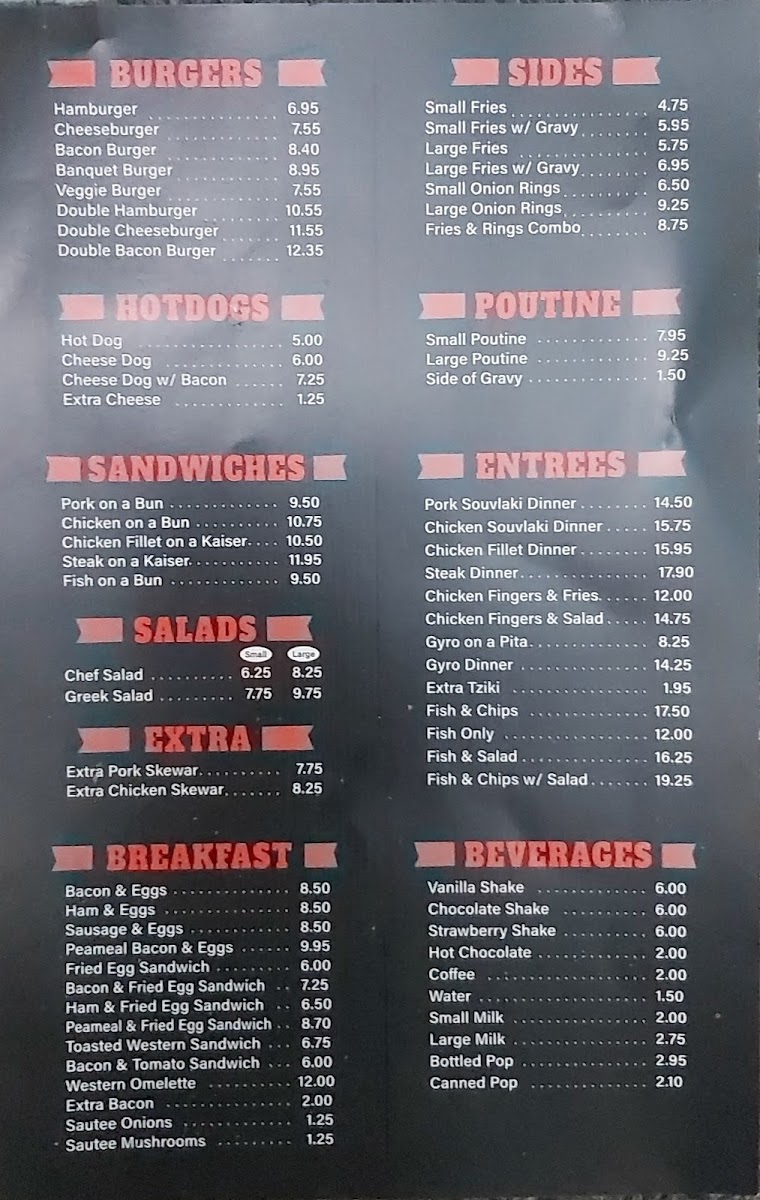 BURGERS
Hamburger 6.95
Cheeseburger 7.55
Bacon Burger 8.40
Banquet Burger 8.95
Veggie Burger 7.55
Double Hamburger 10.55
Double Cheeseburger 11.55
Double Bacon Burger 12.35
HOTDOGS
Hot Dog 5.00
Cheese Dog 6.00
Cheese Dog w/ Bacon 7.25
Extra Cheese 1.25
SANDWICHES
Pork on a Bun 9.50
Chicken on a Bun 10.75
Chicken Fillet on a Kaiser 10.50
Steak on a Kaiser 11.95
Fish on a Bun 9.50
SALADS
Small Large
Chef Salad 6.25 8.25
Greek Salad 7.75 9.75
EXTRA
Extra Pork Skewar 7.75
Extra Chicken Skewar 8.25
BREAKFAST
Bacon & Eggs 8.50
Ham & Eggs 8.50
Sausage & Eggs 8.50
Peameal Bacon & Eggs 9.95
Fried Egg Sandwich 6.00
Bacon & Fried Egg Sandwich 7.25
Ham & Fried Egg Sandwich 6.50
Peameal & Fried Egg Sandwich 8.70
Toasted Western Sandwich 6.75
Bacon & Tomato Sandwich 6.00
Western Omelette 12.00
Extra Bacon 2.00
Sautee Onions 1.25
Sautee Mushrooms 1.25
SIDES
Small Fries 4.75
Small Fries w/ Gravy 5.95
Large Fries 5.75
Large Fries w/ Gravy 6.95
Small Onion Rings 6.50
Large Onion Rings 9.25
Fries & Rings Combo 8.75
POUTINE
Small Poutine 7.95
Large Poutine 9.25
Side of Gravy 1.50
ENTREES
Pork Souvlaki Dinner 14.50
Chicken Souvlaki Dinner 15.75
Chicken Fillet Dinner 15.95
Steak Dinner 17.90
Chicken Fingers & Fries 12.00
Chicken Fingers & Salad 14.75
Gyro on a Pita 8.25
Gyro Dinner 14.25
Extra Tziki 1.95
Fish & Chips 17.50
Fish Only 12.00
Fish & Salad 16.25
Fish & Chips w/ Salad 19.25
BEVERAGES
Vanilla Shake 6.00
Chocolate Shake 6.00
Strawberry Shake 6.00
Hot Chocolate 2.00
Coffee 2.00
Water 1.50
Small Milk 2.00
Large Milk 2.75
Bottled Pop 2.95
Canned Pop 2.10